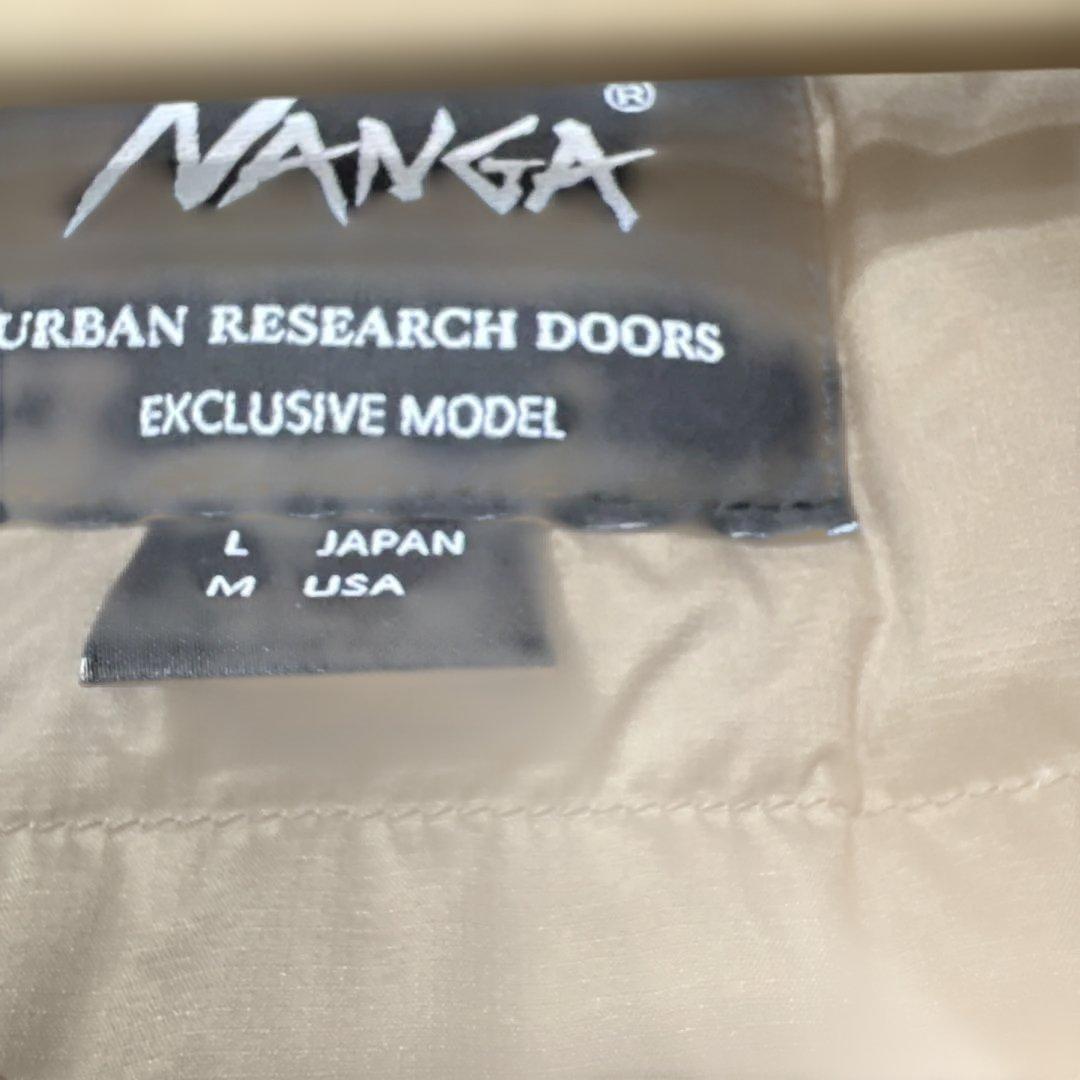 NANGA®
URBAN RESEARCH DOORS
EXCLUSIVE MODEL
L JAPAN
M USA